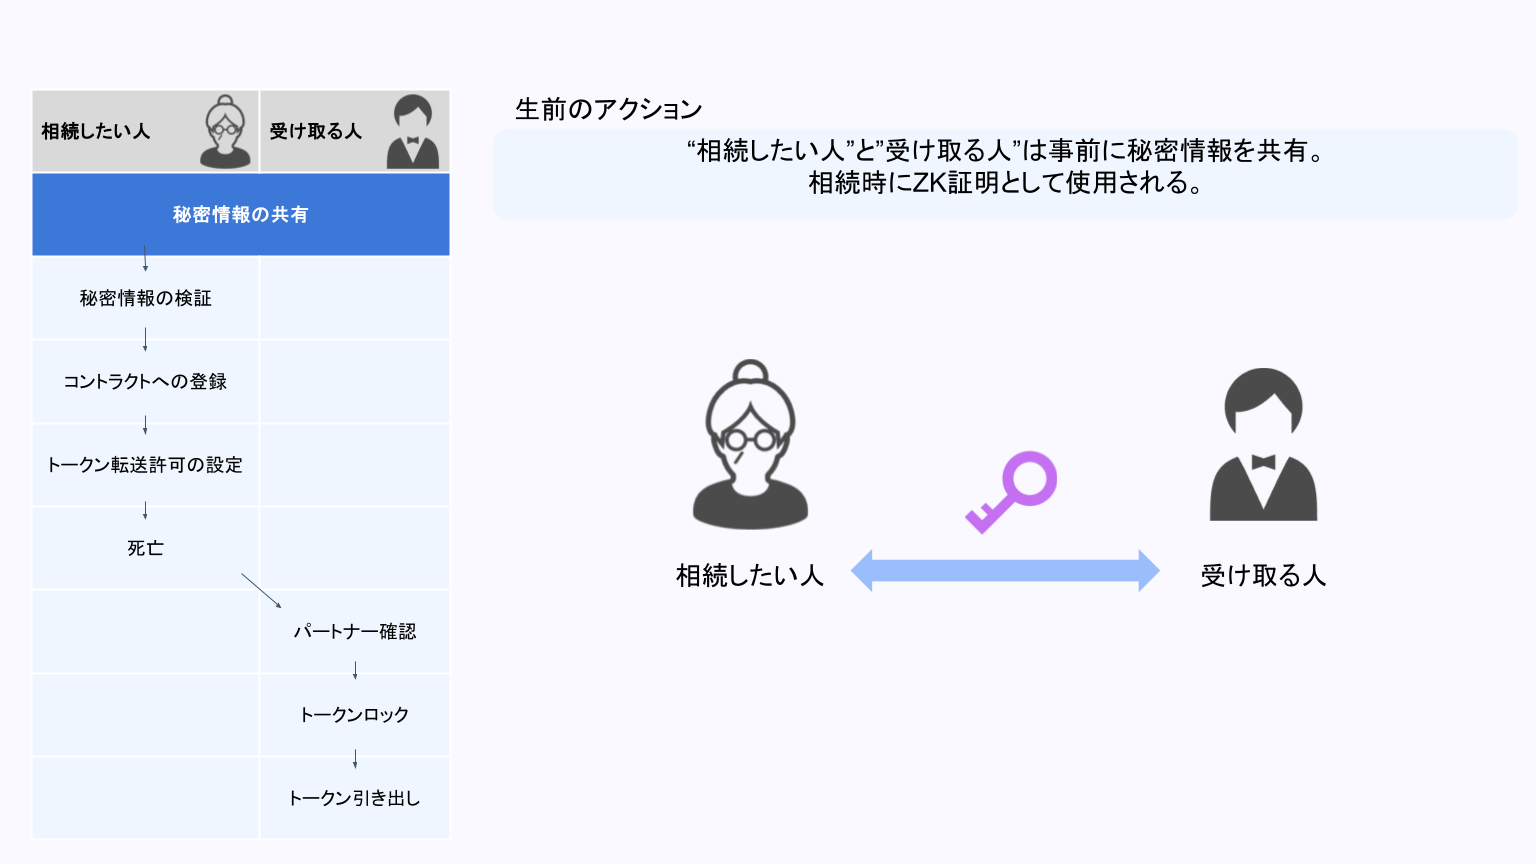 相続したい人
受け取る人
秘密情報の共有
秘密情報の検証
コントラクトへの登録
トークン転送許可の設定
死亡
パートナー確認
トークンロック
トークン引き出し
生前のアクション
“相続したい人”と”受け取る人”は事前に秘密情報を共有。
相続時にZK証明として使用される。
相続したい人
受け取る人